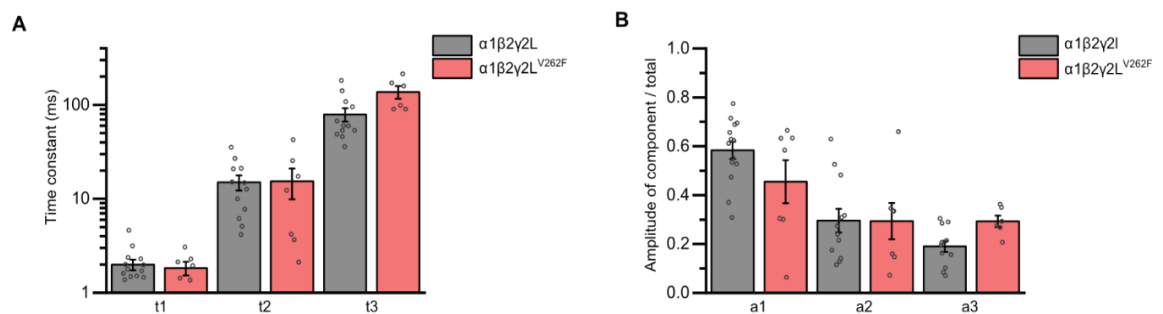 A
α1β2γ2L
α1β2γ2L^V262F
Time constant (ms)
100
10
1
t1 t2 t3
B
α1β2γ2l
α1β2γ2L^V262F
Amplitude of component / total
1.0
0.8
0.6
0.4
0.2
0.0
a1 a2 a3